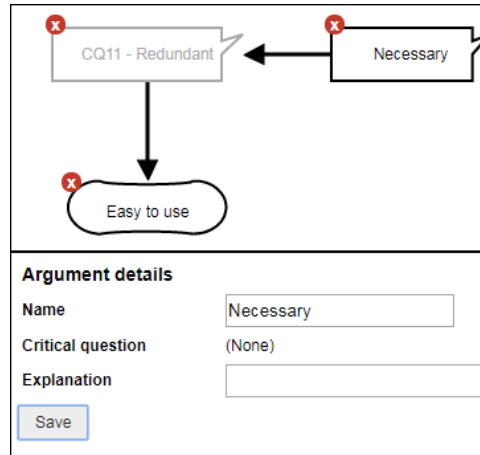 x
x
CQ11 - Redundant
Necessary
x
Easy to use
Argument details
Name
Necessary
Critical question
(None)
Explanation
Save